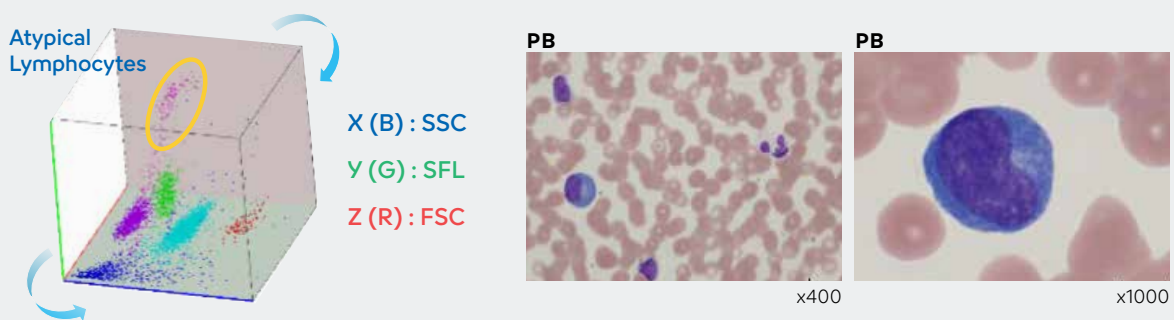 Atypical
Lymphocytes
X (B) : SSC
Y (G) : SFL
Z (R) : FSC
PB
x400
PB
x1000